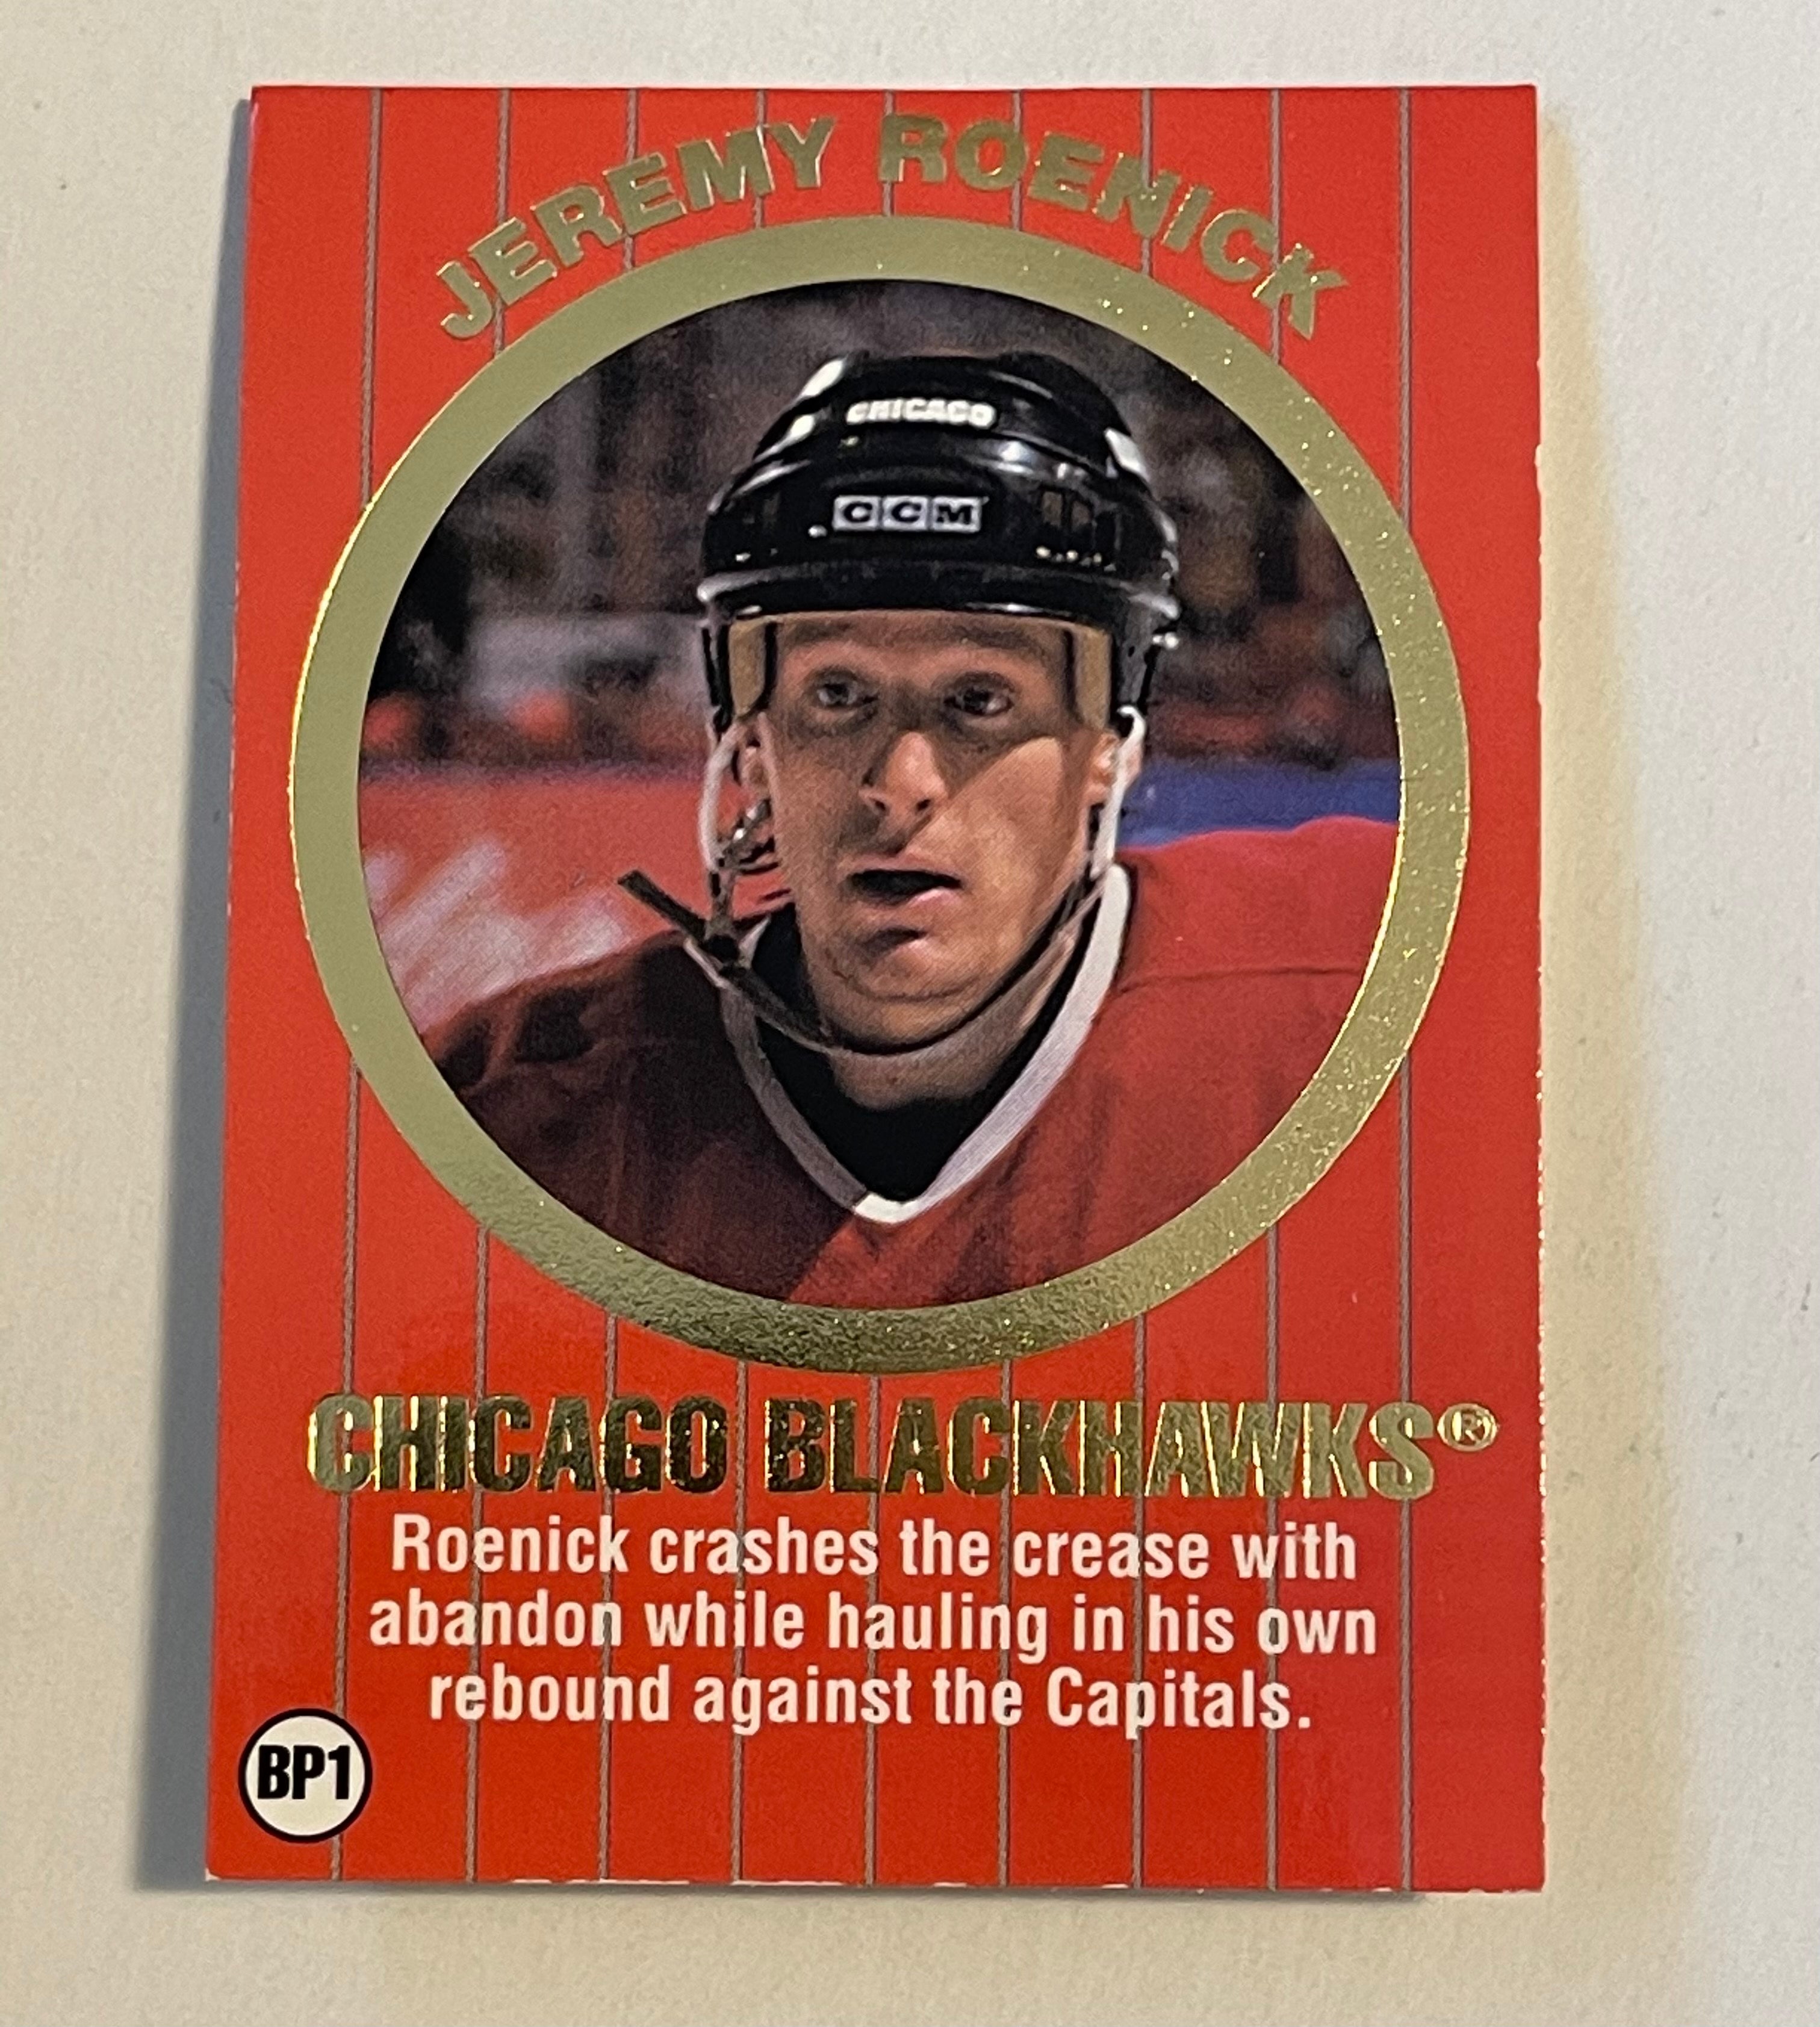 JEREMY ROENICK
CHICAGO
CCM
CHICAGO BLACKHAWKS®
Roenick crashes the crease with
abandon while hauling in his own
rebound against the Capitals.
BP1